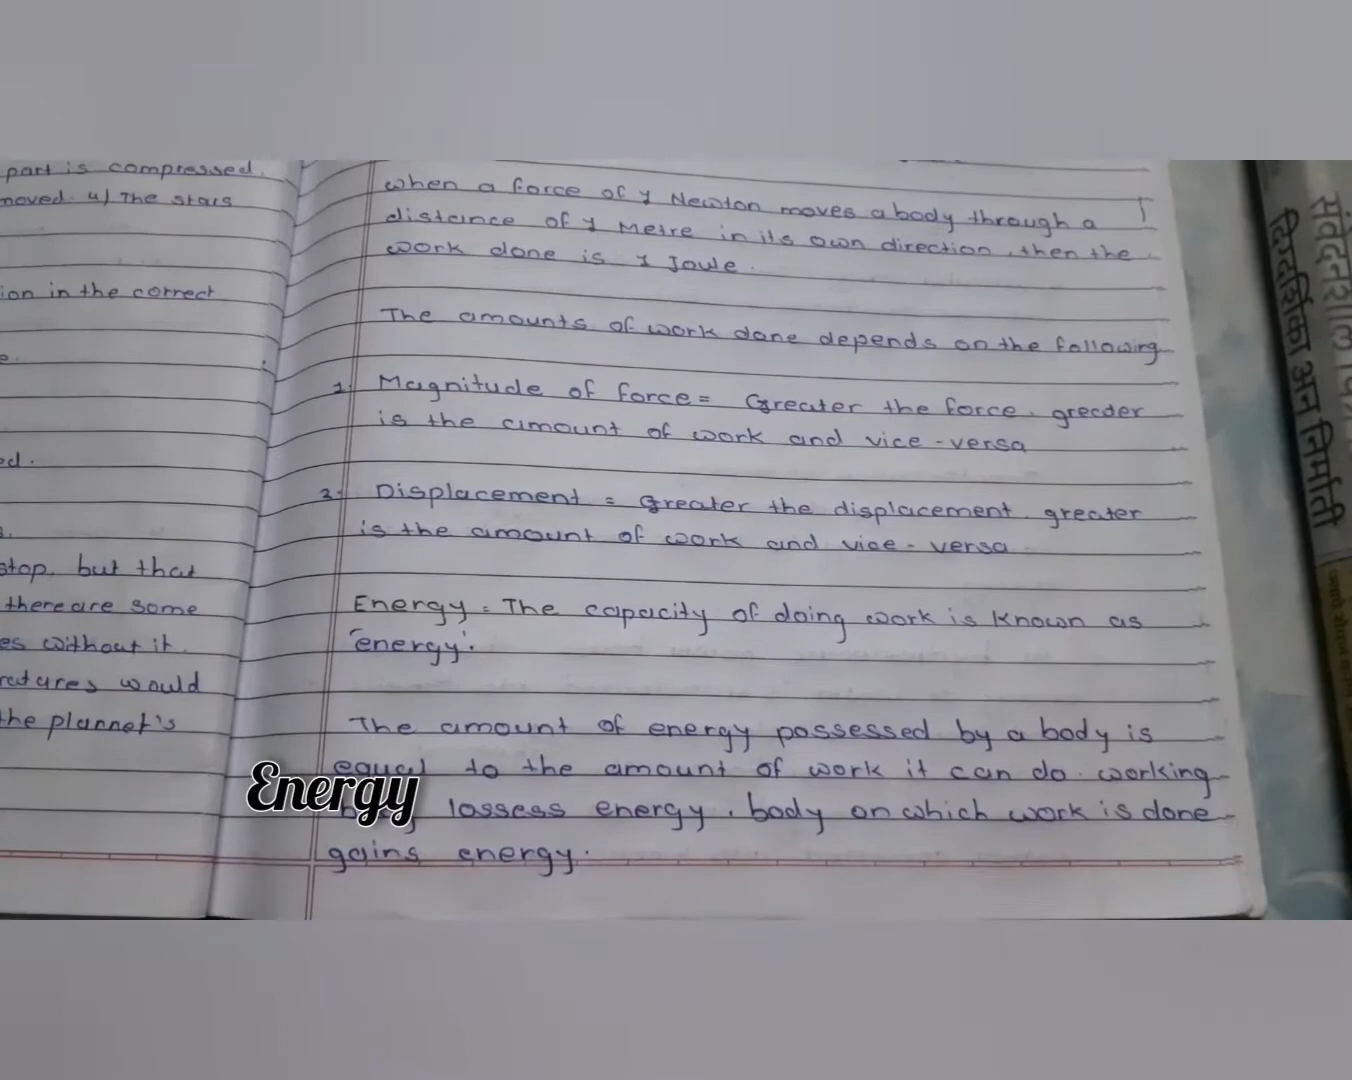 part is compressed.
moved. 4) The stars
ion in the correct
stop, but that
there are some
es without it.
ratures would
the plannet's
when a force of 1 Newton moves a body through a
distance of 1 Metre in its own direction, then the
work done is 1 Joule.
The amounts of work done depends on the following
1. Magnitude of force = Greater the force, greater
is the amount of work and vice-versa
2. Displacement = Greater the displacement, greater
is the amount of work and vice-versa.
Energy = The capacity of doing work is known as
'energy'.
The amount of energy possessed by a body is
equal to the amount of work it can do. working
lossess energy. body on which work is done
gains energy.
Energy
दिग्दर्शिका अन निर्माती